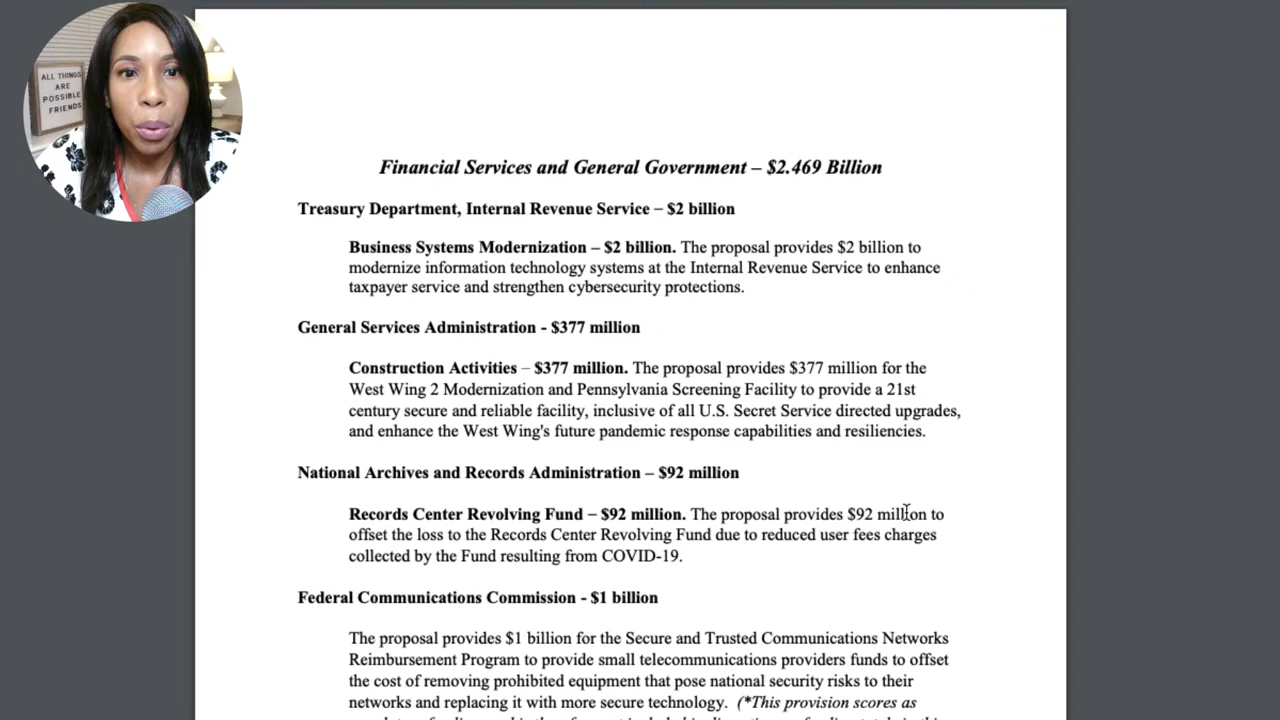 ALL THINGS
ARE
POSSIBLE
FRIENDS
Financial Services and General Government – $2.469 Billion
Treasury Department, Internal Revenue Service – $2 billion
Business Systems Modernization – $2 billion. The proposal provides $2 billion to
modernize information technology systems at the Internal Revenue Service to enhance
taxpayer service and strengthen cybersecurity protections.
General Services Administration - $377 million
Construction Activities – $377 million. The proposal provides $377 million for the
West Wing 2 Modernization and Pennsylvania Screening Facility to provide a 21st
century secure and reliable facility, inclusive of all U.S. Secret Service directed upgrades,
and enhance the West Wing's future pandemic response capabilities and resiliencies.
National Archives and Records Administration – $92 million
Records Center Revolving Fund – $92 million. The proposal provides $92 million to
offset the loss to the Records Center Revolving Fund due to reduced user fees charges
collected by the Fund resulting from COVID-19.
Federal Communications Commission - $1 billion
The proposal provides $1 billion for the Secure and Trusted Communications Networks
Reimbursement Program to provide small telecommunications providers funds to offset
the cost of removing prohibited equipment that pose national security risks to their
networks and replacing it with more secure technology. (*This provision scores as